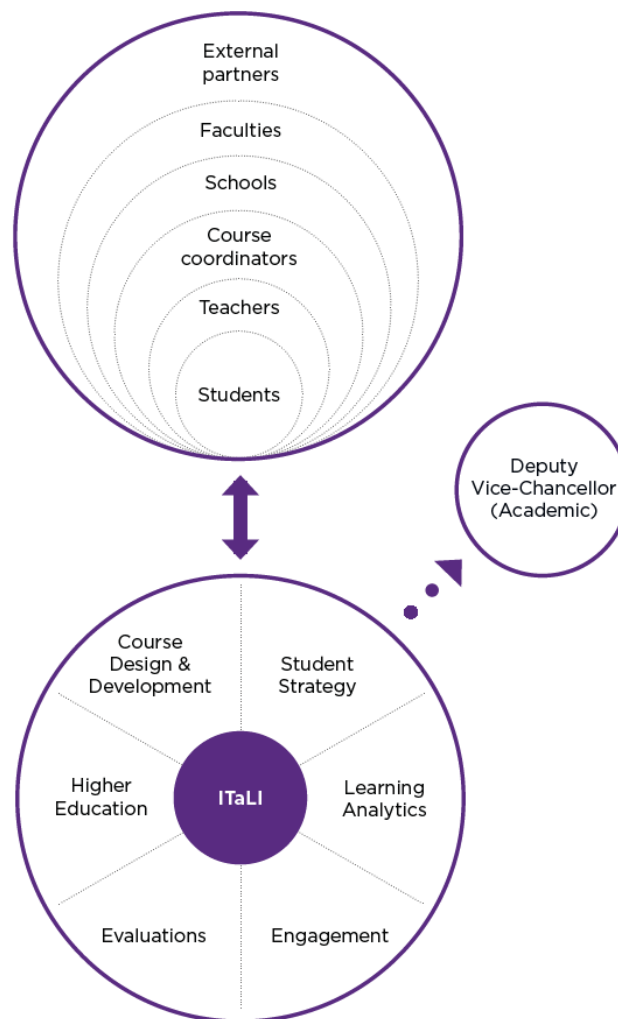 External
partners
Faculties
Schools
Course
coordinators
Teachers
Students
Deputy
Vice-Chancellor
(Academic)
Course
Design &
Development
Student
Strategy
Higher
Education
ITaLI
Learning
Analytics
Evaluations
Engagement